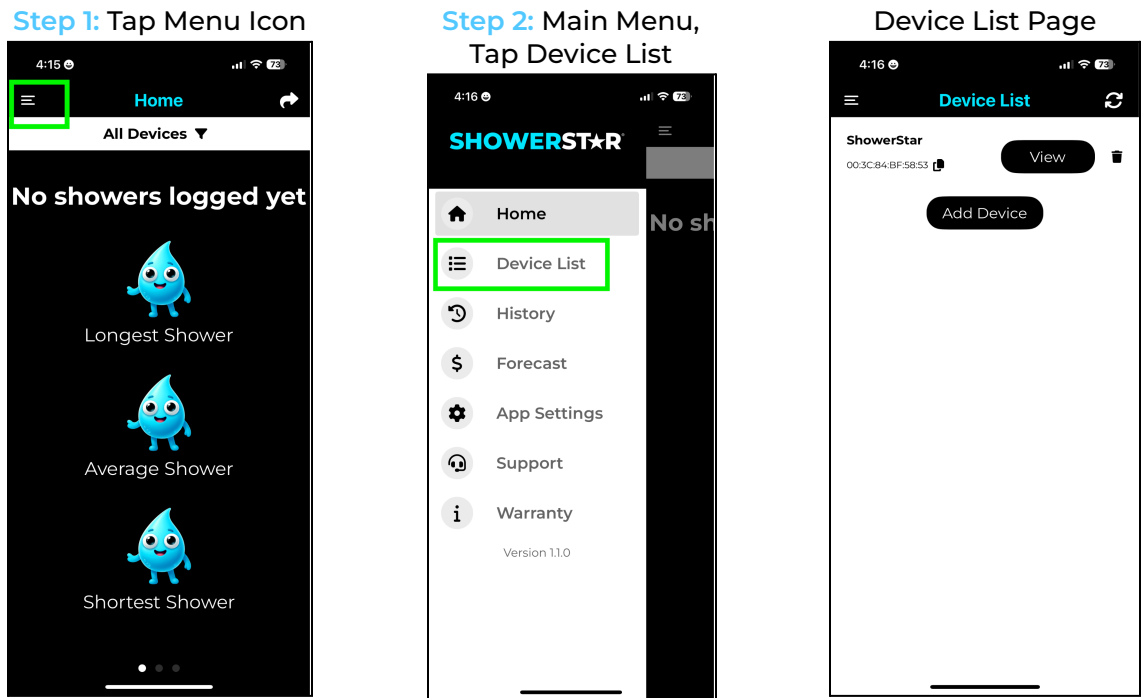 Step 1: Tap Menu Icon
4:15
73
Home
All Devices
No showers logged yet
Longest Shower
Average Shower
Shortest Shower
Step 2: Main Menu,
Tap Device List
4:16
73
SHOWERST★R
No sh
Home
Device List
History
$
Forecast
App Settings
Support
i
Warranty
Version 1.1.0
Device List Page
4:16
73
Device List
ShowerStar
00:3C:84:BF:58:53
View
Add Device